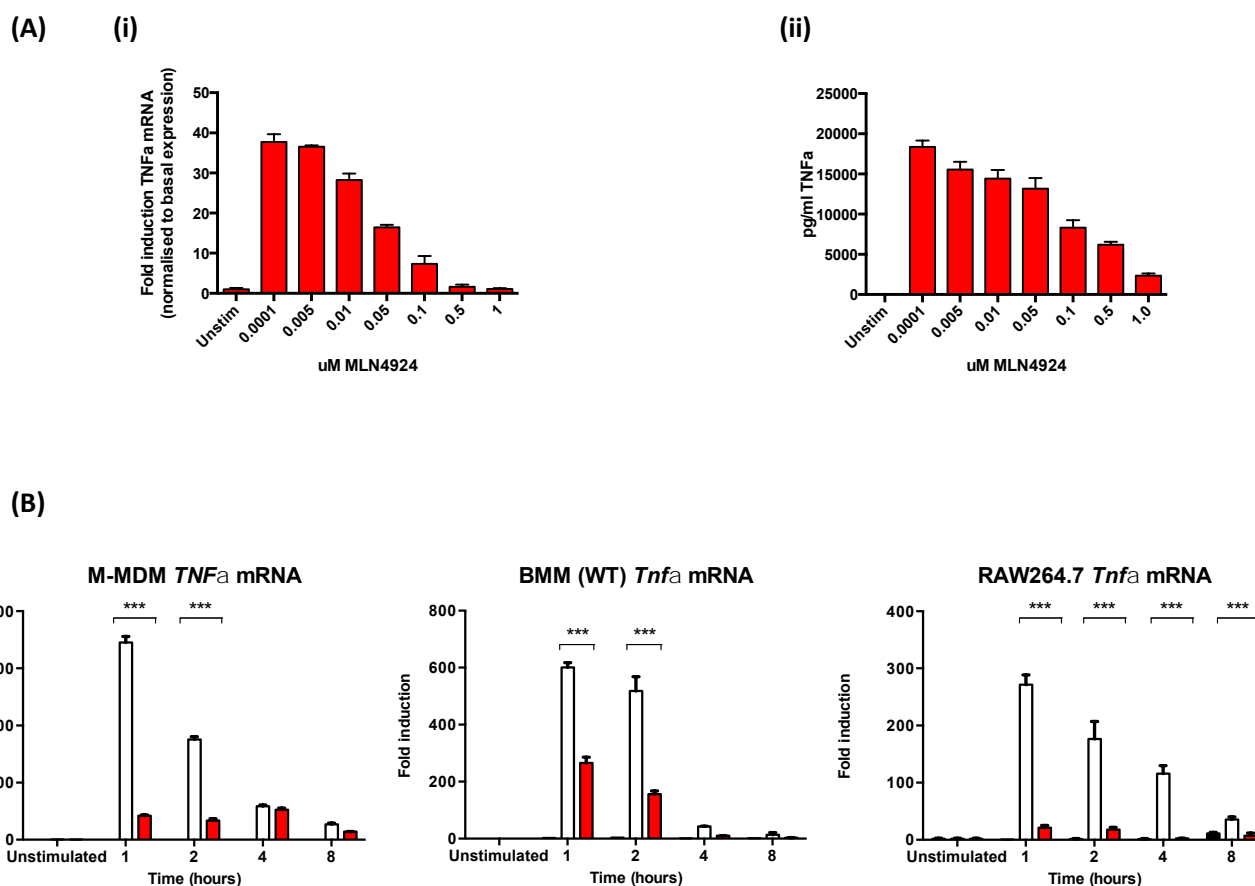 (A)
(i)
(ii)
Fold induction TNFa mRNA
(normalised to basal expression)
50
40
30
20
10
0
Unstim
0.0001
0.005
0.01
0.05
0.1
0.5
1
uM MLN4924
pg/ml TNFa
25000
20000
15000
10000
5000
0
Unstim
0.0001
0.005
0.01
0.05
0.1
0.5
1.0
uM MLN4924
(B)
M-MDM TNFa mRNA
*** ***
00
00
00
00
0
Unstimulated 1 2 4 8
Time (hours)
BMM (WT) Tnfa mRNA
*** ***
Fold induction
800
600
400
200
0
Unstimulated 1 2 4 8
Time (hours)
RAW264.7 Tnfa mRNA
*** *** *** ***
Fold induction
400
300
200
100
0
Unstimulated 1 2 4 8
Time (hours)